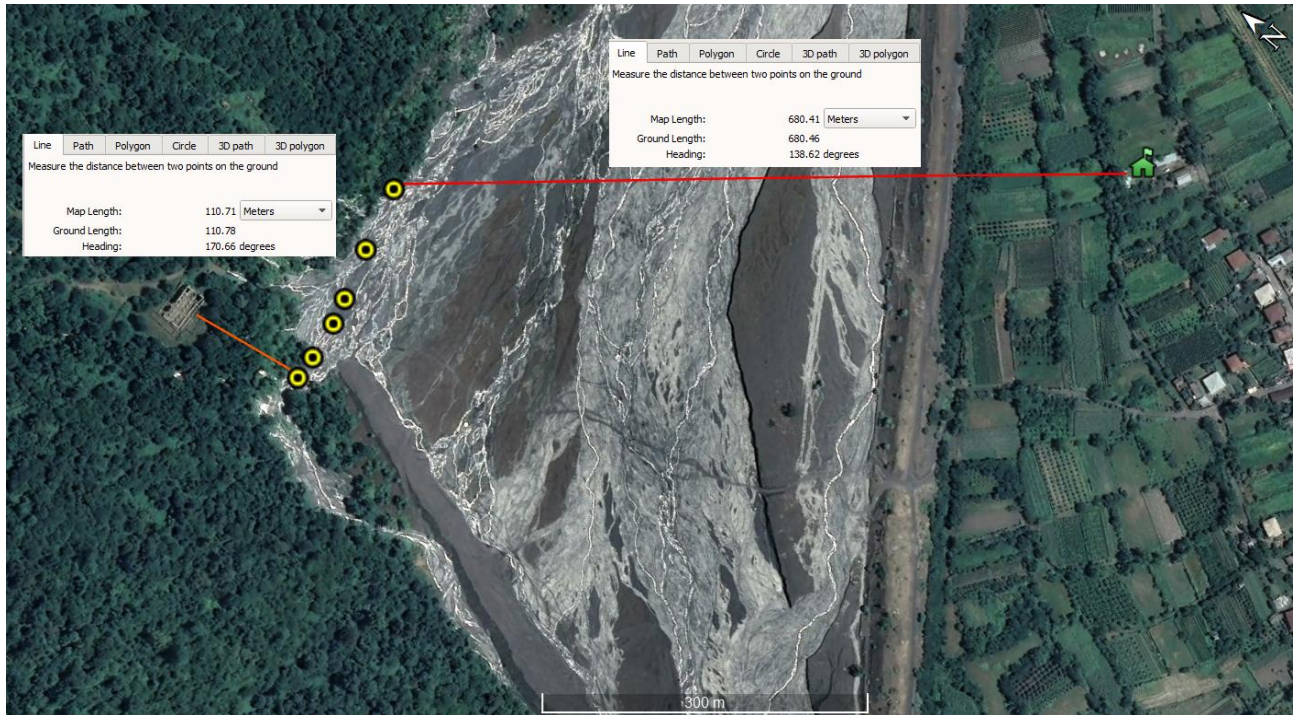 N
Line Path Polygon Circle 3D path 3D polygon
Measure the distance between two points on the ground
Map Length: 680.41 Meters
Ground Length: 680.46
Heading: 138.62 degrees
Line Path Polygon Circle 3D path 3D polygon
Measure the distance between two points on the ground
Map Length: 110.71 Meters
Ground Length: 110.78
Heading: 170.66 degrees
300 m